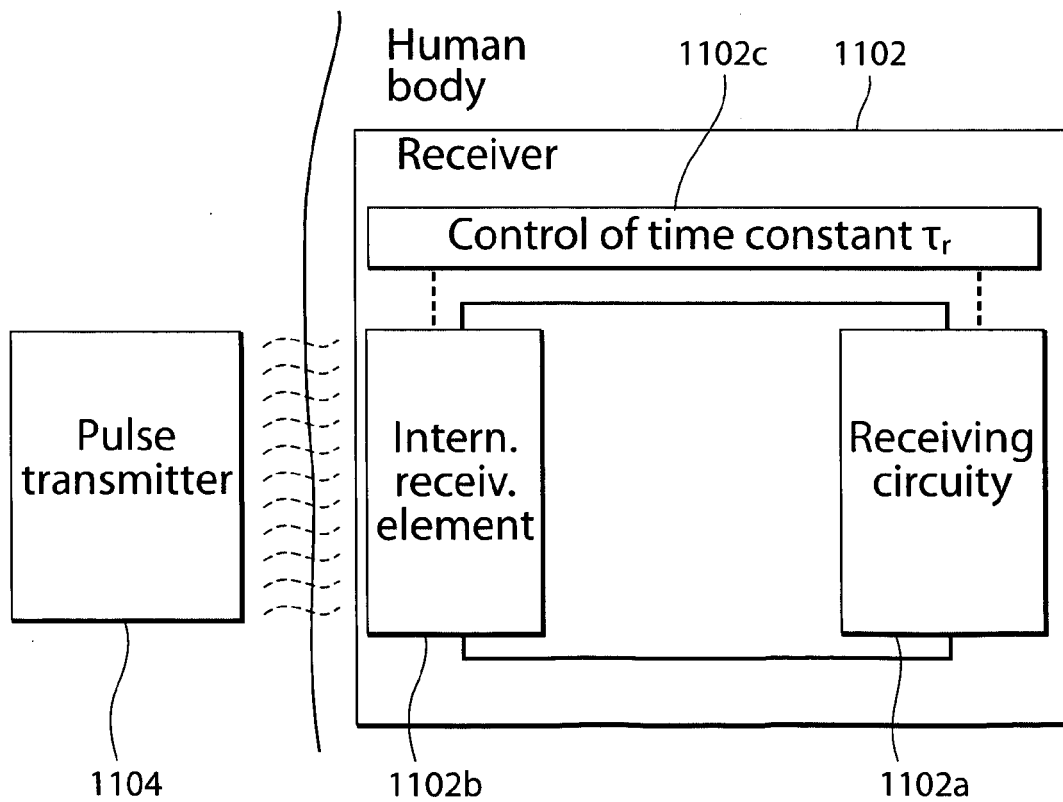 Human
body
1102c
1102
Receiver
Control of time constant τr
Pulse
transmitter
Intern.
receiv.
element
Receiving
circuity
1104
1102b
1102a